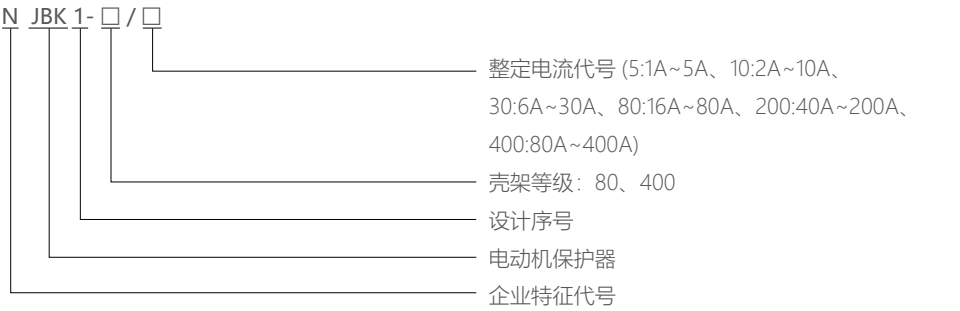 N JBK 1- □ / □
整定电流代号 (5:1A~5A、10:2A~10A、
30:6A~30A、80:16A~80A、200:40A~200A、
400:80A~400A)
壳架等级：80、400
设计序号
电动机保护器
企业特征代号